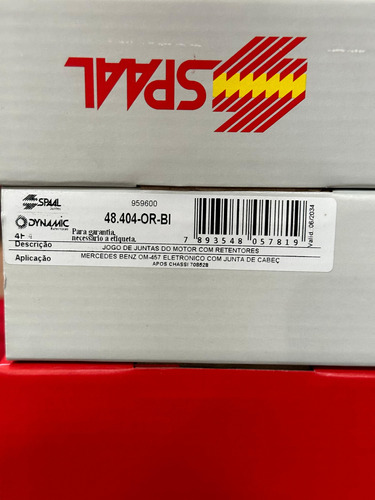 SPAAL
SPAAL
959600
DYNAMIC
48.404-OR-BI
Para garantia,
necessário a etiqueta.
7 893548 057819
Valid. 06/2034
Descrição
JOGO DE JUNTAS DO MOTOR COM RETENTORES
Aplicação
MERCEDES BENZ OM-457 ELETRONICO COM JUNTA DE CABEÇ
APOS CHASSI 708528